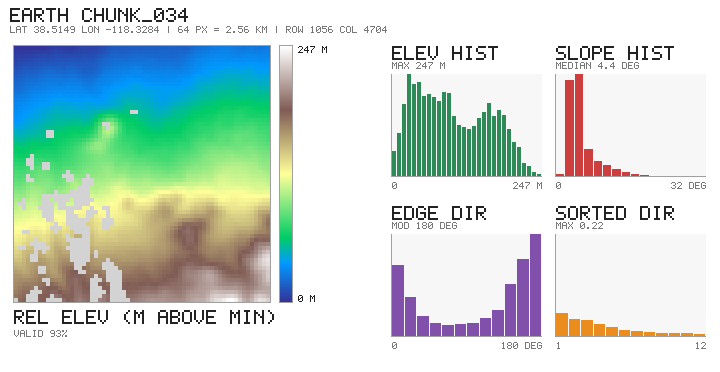 EARTH CHUNK_034
LAT 38.5149 LON -118.3284 | 64 PX = 2.56 KM | ROW 1056 COL 4704
247 M
0 M
REL ELEV (M ABOVE MIN)
VALID 93%
ELEV HIST
MAX 247 M
0 247 M
SLOPE HIST
MEDIAN 4.4 DEG
0 32 DEG
EDGE DIR
MOD 180 DEG
0 180 DEG
SORTED DIR
MAX 0.22
1 12